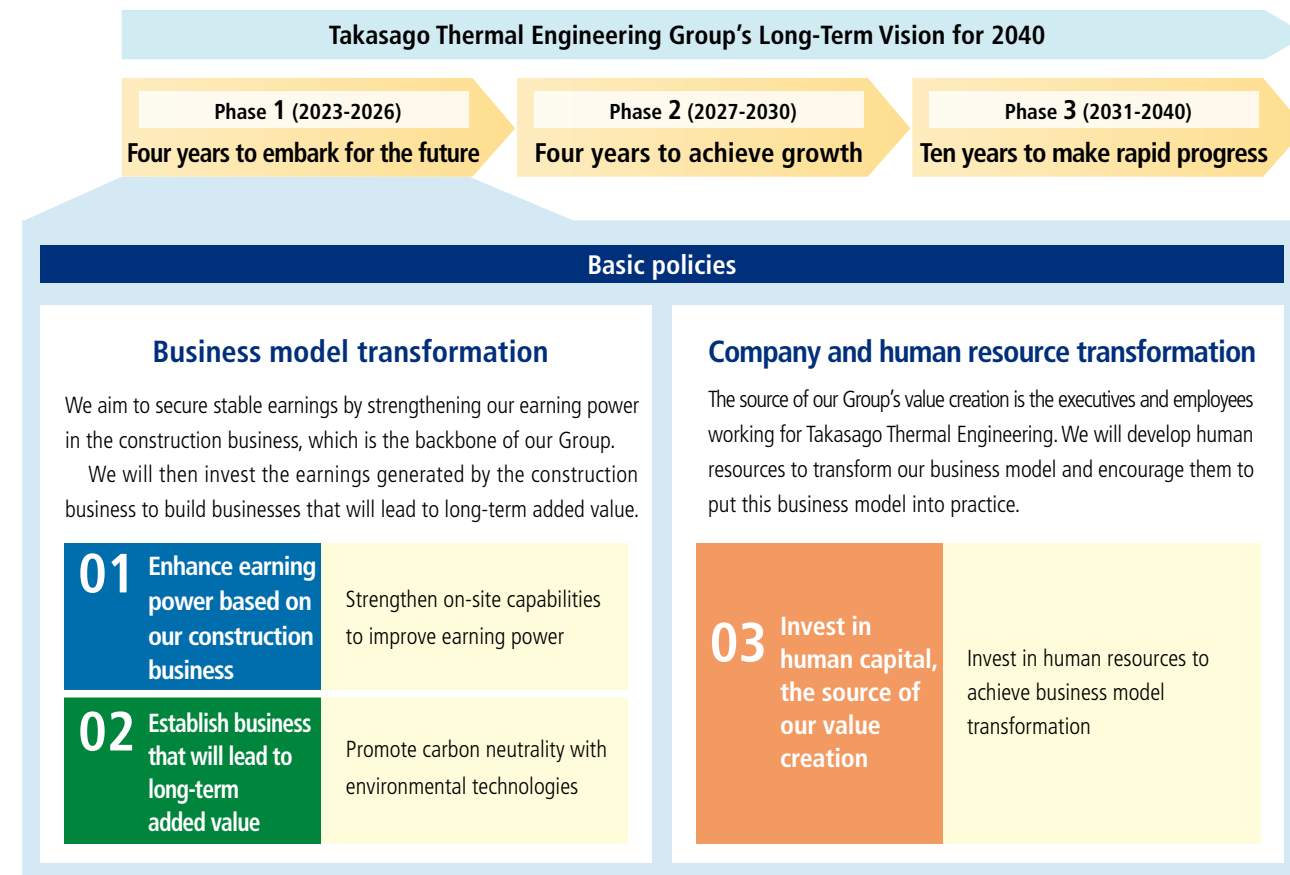 Takasago Thermal Engineering Group's Long-Term Vision for 2040
Phase 1 (2023-2026)
Four years to embark for the future
Phase 2 (2027-2030)
Four years to achieve growth
Phase 3 (2031-2040)
Ten years to make rapid progress
Basic policies
Business model transformation
We aim to secure stable earnings by strengthening our earning power
in the construction business, which is the backbone of our Group.
We will then invest the earnings generated by the construction
business to build businesses that will lead to long-term added value.
01
Enhance earning
power based on
our construction
business
Strengthen on-site capabilities
to improve earning power
02
Establish business
that will lead to
long-term
added value
Promote carbon neutrality with
environmental technologies
Company and human resource transformation
The source of our Group's value creation is the executives and employees
working for Takasago Thermal Engineering. We will develop human
resources to transform our business model and encourage them to
put this business model into practice.
03
Invest in
human capital,
the source of
our value
creation
Invest in human resources to
achieve business model
transformation